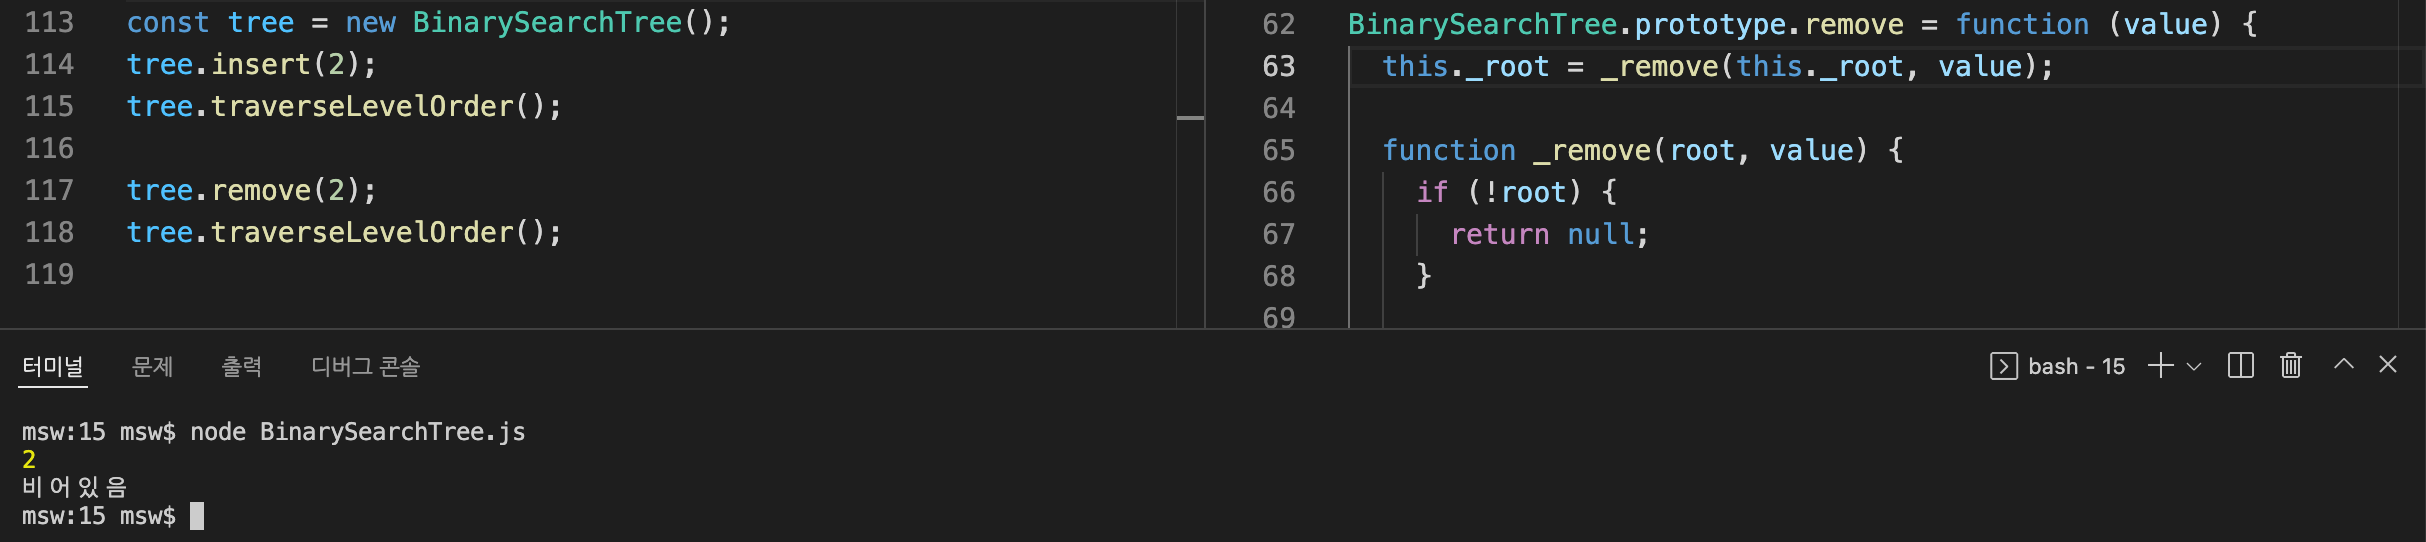 113 const tree = new BinarySearchTree();
114 tree.insert(2);
115 tree.traverseLevelOrder();
116
117 tree.remove(2);
118 tree.traverseLevelOrder();
119
62 BinarySearchTree.prototype.remove = function (value) {
63 this._root = _remove(this._root, value);
64
65 function _remove(root, value) {
66 if (!root) {
67 return null;
68 }
69
터미널 문제 출력 디버그 콘솔 bash - 15
msw:15 msw$ node BinarySearchTree.js
2
비어있음
msw:15 msw$